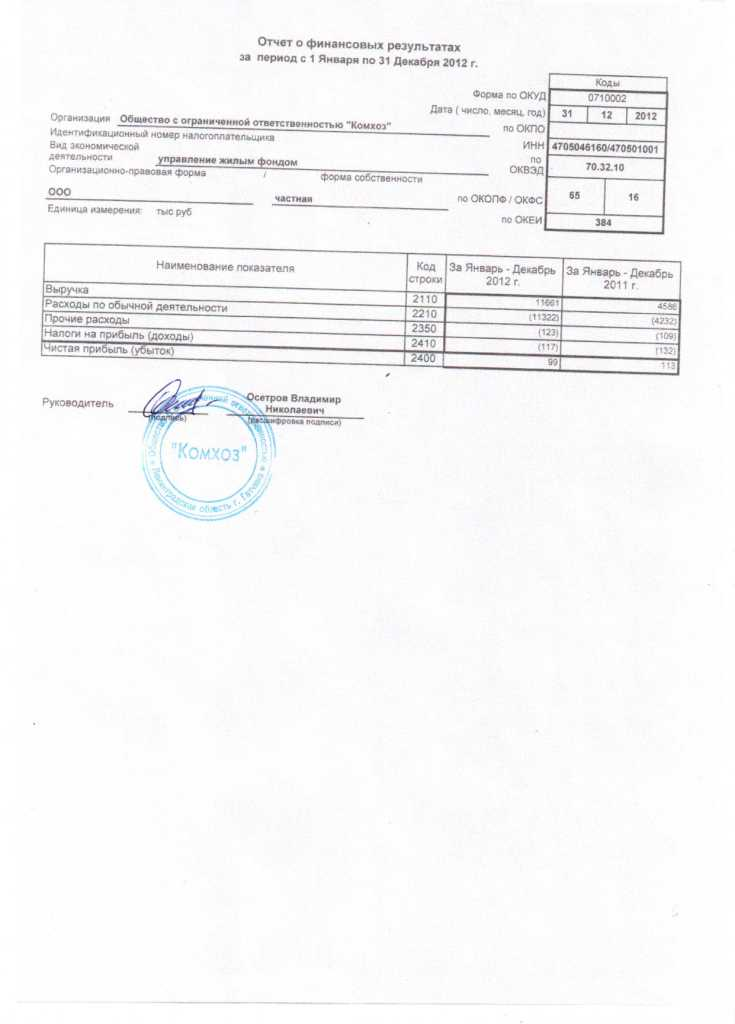 Отчет о финансовых результатах
за период с 1 Января по 31 Декабря 2012 г.
Коды
Форма по ОКУД 0710002
Дата ( число, месяц, год) 31 12 2012
Организация Общество с ограниченной ответственностью "Комхоз" по ОКПО
Идентификационный номер налогоплательщика ИНН 4705046160/470501001
Вид экономической деятельности управление жилым фондом по ОКВЭД 70.32.10
Организационно-правовая форма / форма собственности
ООО частная по ОКОПФ / ОКФС 65 16
Единица измерения: тыс руб по ОКЕИ 384
Наименование показателя Код строки За Январь - Декабрь 2012 г. За Январь - Декабрь 2011 г.
Выручка 2110 11661 4586
Расходы по обычной деятельности 2210 (11322) (4232)
Прочие расходы 2350 (123) (109)
Налоги на прибыль (доходы) 2410 (117) (132)
Чистая прибыль (убыток) 2400 99 113
Руководитель Осетров Владимир Николаевич
(подпись) (расшифровка подписи)
"Комхоз"
Ленинградская область г. Гатчина